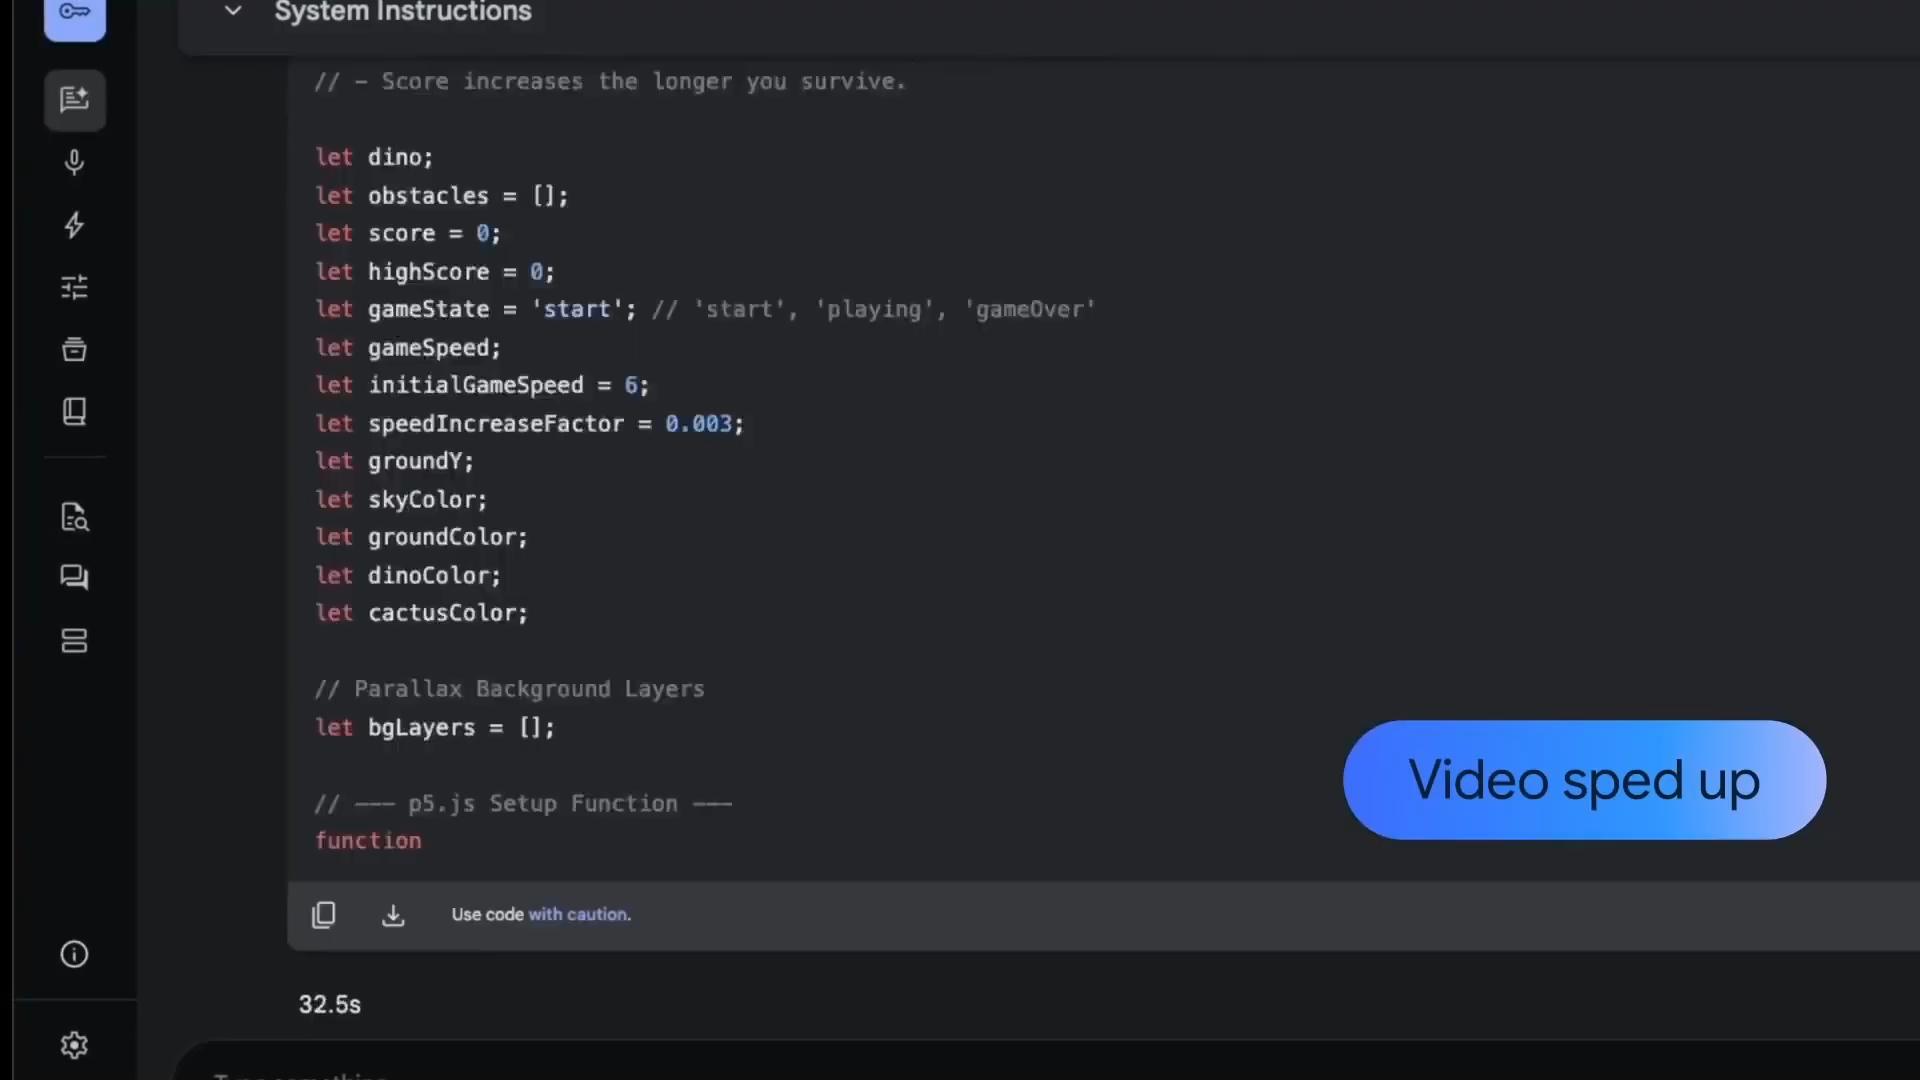 System Instructions
// - Score increases the longer you survive.
let dino;
let obstacles = [];
let score = 0;
let highScore = 0;
let gameState = 'start'; // 'start', 'playing', 'gameOver'
let gameSpeed;
let initialGameSpeed = 6;
let speedIncreaseFactor = 0.003;
let groundY;
let skyColor;
let groundColor;
let dinoColor;
let cactusColor;
// Parallax Background Layers
let bgLayers = [];
// --- p5.js Setup Function ---
function
Video sped up
Use code with caution.
32.5s